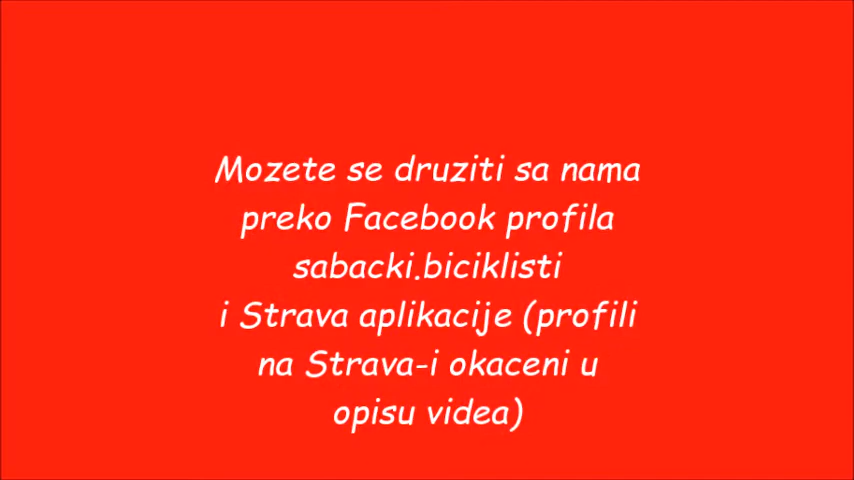 Mozete se druziti sa nama
preko Facebook profila
sabacki.biciklisti
i Strava aplikacije (profili
na Strava-i okaceni u
opisu videa)